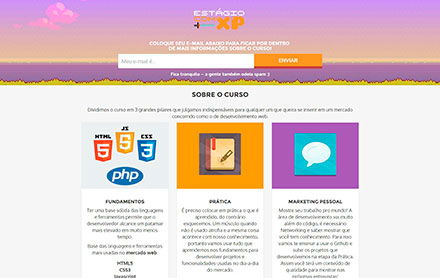 ESTÁGIO
XP
COLOQUE SEU E-MAIL ABAIXO PARA FICAR POR DENTRO
DE MAIS INFORMAÇÕES SOBRE O CURSO!
Meu e-mail é...
ENVIAR
Fica tranquilo - a gente também odeia spam :)
SOBRE O CURSO
Dividimos o curso em 3 grandes pilares que julgamos indispensáveis para qualquer um que queira se inserir em um mercado
concorrido como o de desenvolvimento web.
HTML
5
JS
5
CSS
3
php
FUNDAMENTOS
Ter uma base sólida das linguagens
e ferramentas permite que o
desenvolvedor alcance um patamar
mais elevado em muito menos
tempo.
Base das linguagens e ferramentas
mais usadas no mercado web:
HTML5
CSS3
Javascript
PRÁTICA
É preciso colocar em prática o que é
aprendido, do contrário
esquecemos. Um músculo quando
não é usado atrofia e a mesma coisa
acontece com nosso conhecimento,
portanto vamos usar tudo que
aprendemos nos fundamentos para
desenvolver projetos e
funcionalidades usadas no dia-a-dia
do mercado.
MARKETING PESSOAL
Mostre seu trabalho pro mundo! A
área de desenvolvimento vai muito
além do código, é necessário
Networking e saber mostrar que
você tem conhecimento. Para isso
vamos te ensinar a usar o Github e
subir os projetos que
desenvolvermos na etapa PRÁTICA.
Assim você terá um conteúdo de
qualidade para mostrar nas
próximas entrevistas!